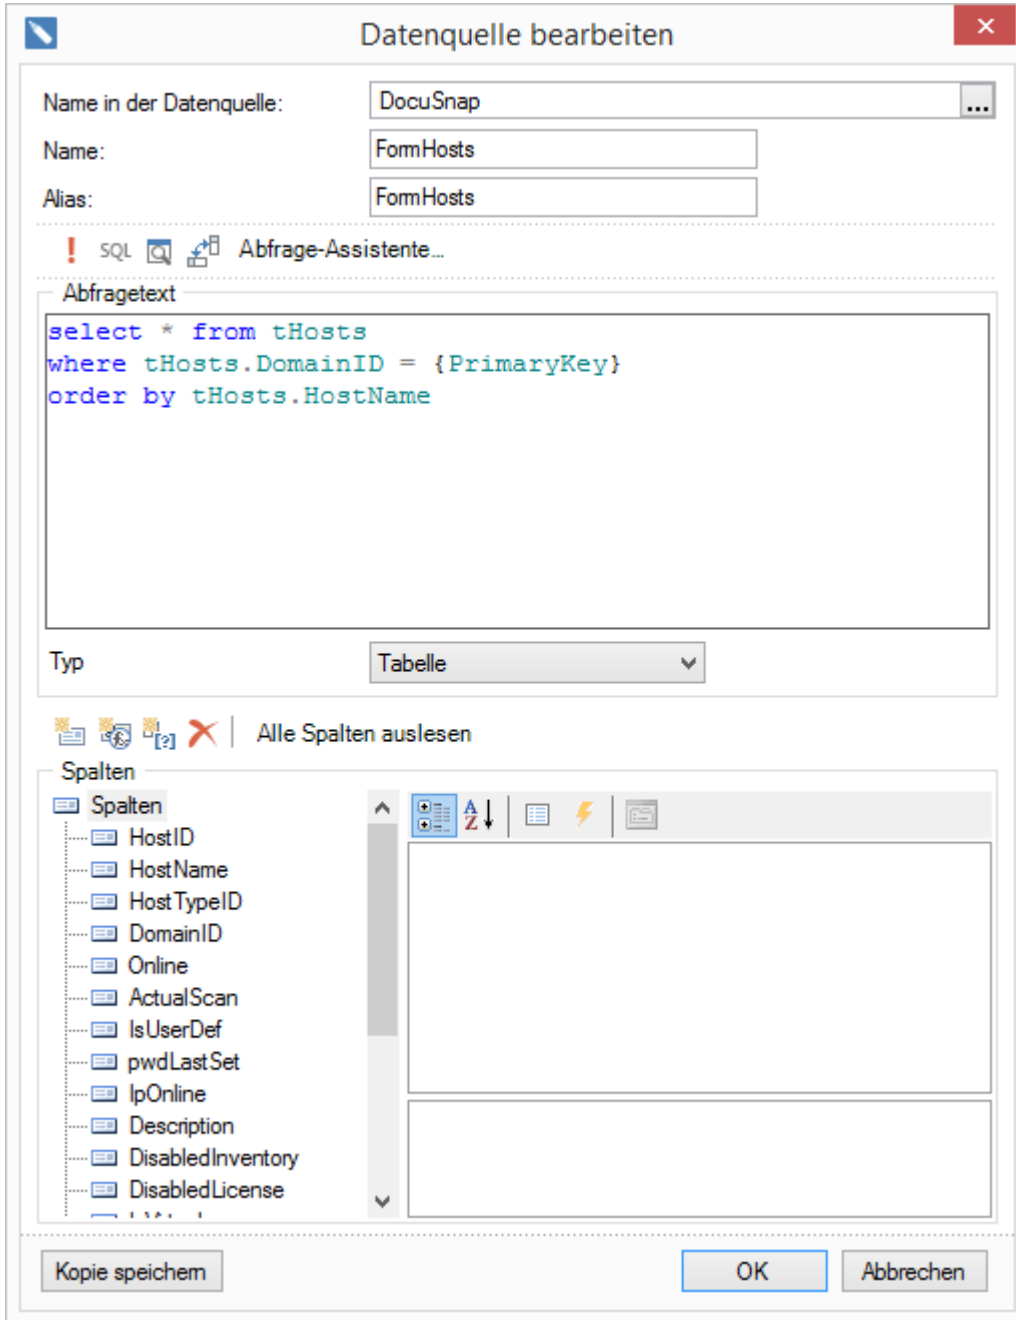 Datenquelle bearbeiten
Name in der Datenquelle: DocuSnap ...
Name: FormHosts
Alias: FormHosts
! SQL Abfrage-Assistente...
Abfragetext
select * from tHosts
where tHosts.DomainID = {PrimaryKey}
order by tHosts.HostName
Typ Tabelle
Alle Spalten auslesen
Spalten
Spalten
HostID
HostName
HostTypeID
DomainID
Online
ActualScan
IsUserDef
pwdLastSet
IpOnline
Description
DisabledInventory
DisabledLicense
Kopie speichern OK Abbrechen